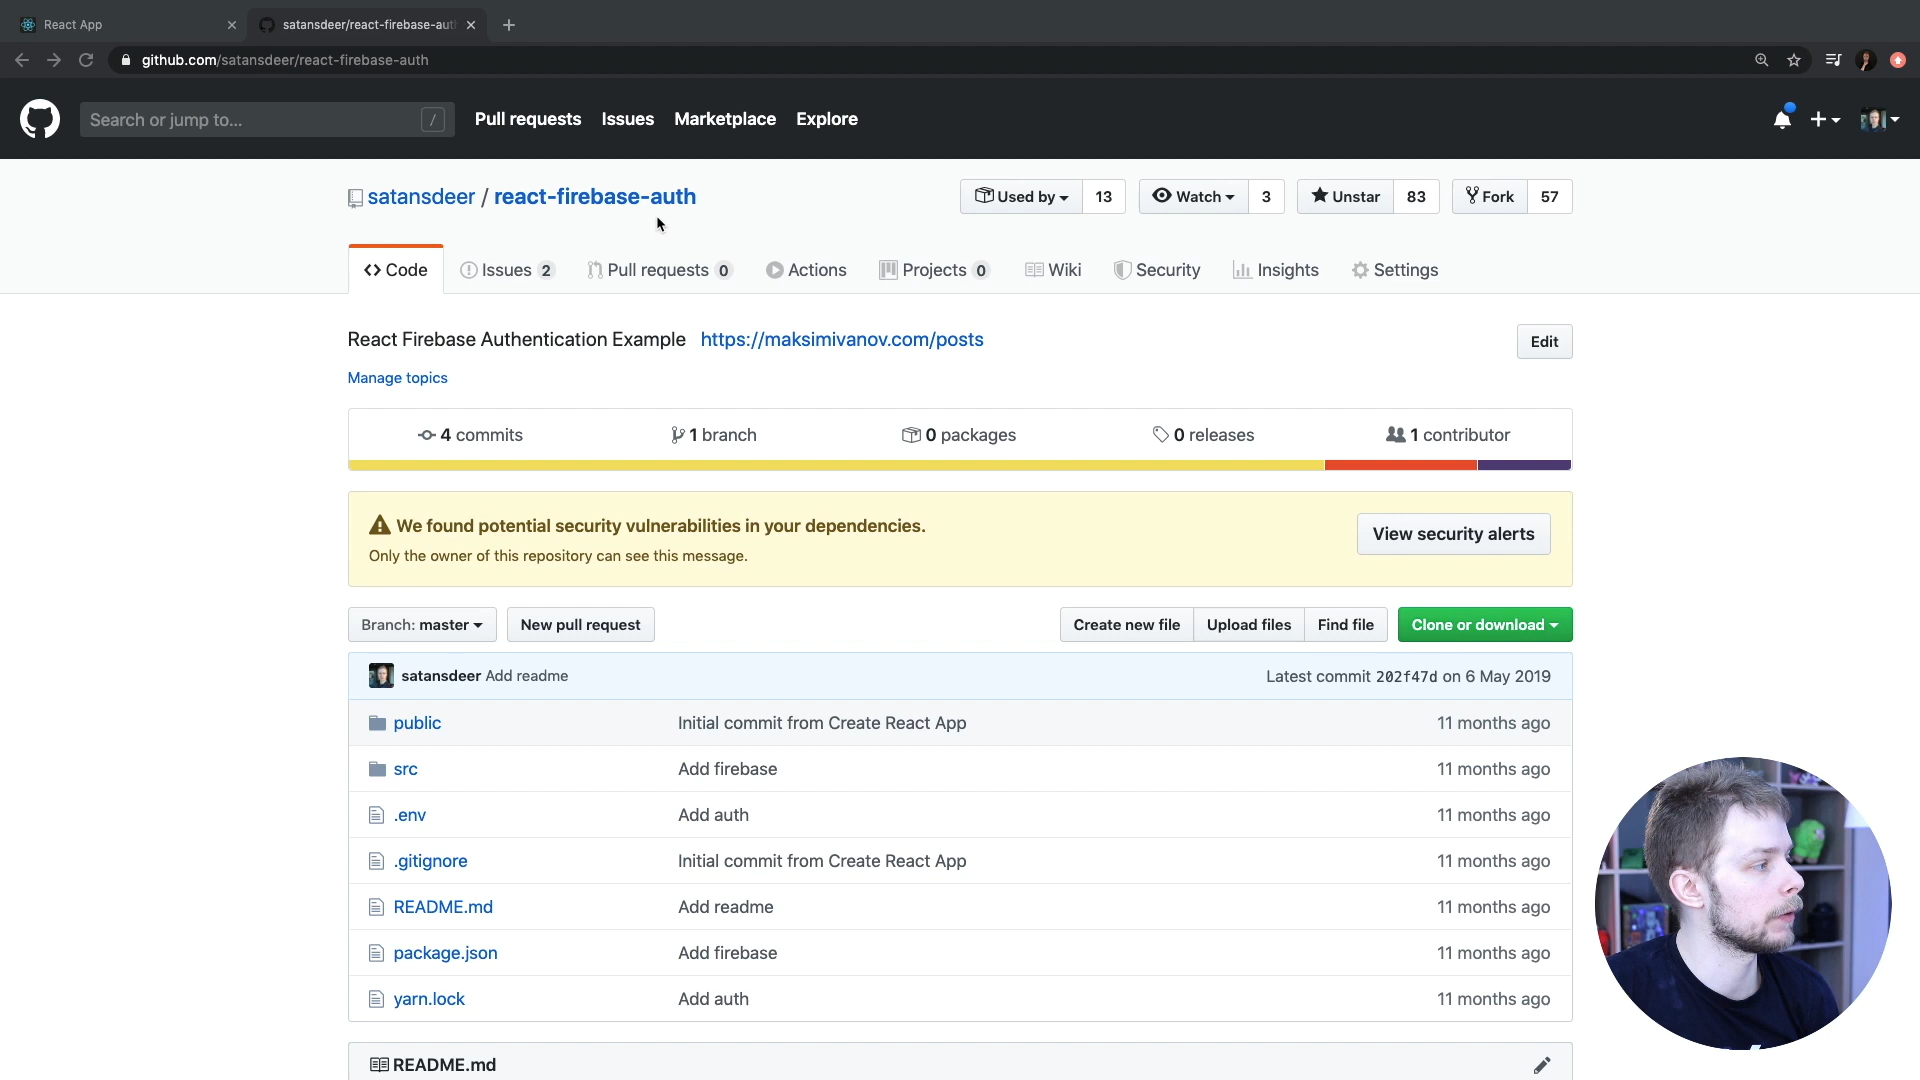 React App
satansdeer/react-firebase-aut
github.com/satansdeer/react-firebase-auth
Search or jump to... /
Pull requests Issues Marketplace Explore
satansdeer / react-firebase-auth
Used by 13 Watch 3 Unstar 83 Fork 57
Code Issues 2 Pull requests 0 Actions Projects 0 Wiki Security Insights Settings
React Firebase Authentication Example https://maksimivanov.com/posts
Edit
Manage topics
4 commits 1 branch 0 packages 0 releases 1 contributor
We found potential security vulnerabilities in your dependencies.
Only the owner of this repository can see this message.
View security alerts
Branch: master New pull request Create new file Upload files Find file Clone or download
satansdeer Add readme Latest commit 202f47d on 6 May 2019
public Initial commit from Create React App 11 months ago
src Add firebase 11 months ago
.env Add auth 11 months ago
.gitignore Initial commit from Create React App 11 months ago
README.md Add readme 11 months ago
package.json Add firebase 11 months ago
yarn.lock Add auth 11 months ago
README.md